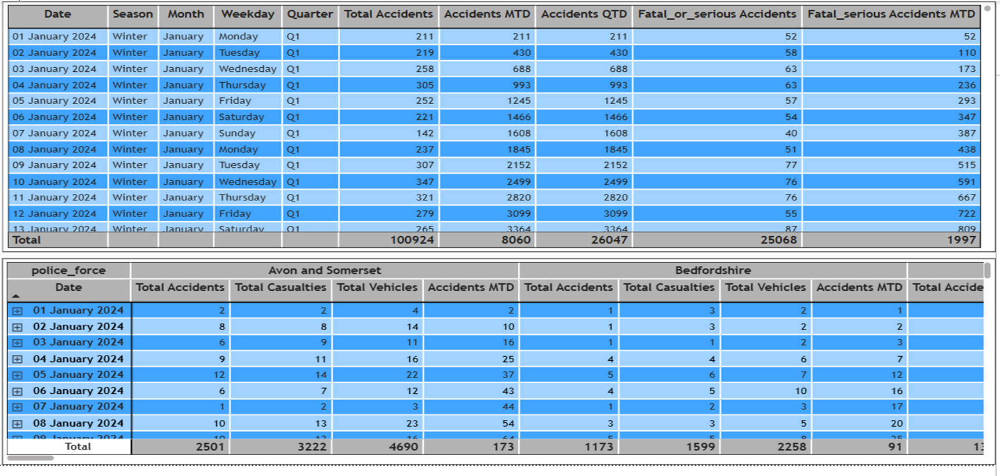 Date Season Month Weekday Quarter Total Accidents Accidents MTD Accidents QTD Fatal_or_serious Accidents Fatal_serious Accidents MTD
01 January 2024 Winter January Monday Q1 211 211 211 52 52
02 January 2024 Winter January Tuesday Q1 219 430 430 58 110
03 January 2024 Winter January Wednesday Q1 258 688 688 63 173
04 January 2024 Winter January Thursday Q1 305 993 993 63 236
05 January 2024 Winter January Friday Q1 252 1245 1245 57 293
06 January 2024 Winter January Saturday Q1 221 1466 1466 54 347
07 January 2024 Winter January Sunday Q1 142 1608 1608 40 387
08 January 2024 Winter January Monday Q1 237 1845 1845 51 438
09 January 2024 Winter January Tuesday Q1 307 2152 2152 77 515
10 January 2024 Winter January Wednesday Q1 347 2499 2499 76 591
11 January 2024 Winter January Thursday Q1 321 2820 2820 76 667
12 January 2024 Winter January Friday Q1 279 3099 3099 55 722
13 January 2024 Winter January Saturday Q1 265 3364 3364 87 809
Total 100924 8060 26047 25068 1997
police_force Avon and Somerset Bedfordshire
Date Total Accidents Total Casualties Total Vehicles Accidents MTD Total Accidents Total Casualties Total Vehicles Accidents MTD Total Accide
01 January 2024 2 2 4 2 1 3 2 1
02 January 2024 8 8 14 10 1 3 2 2
03 January 2024 6 9 11 16 1 1 2 3
04 January 2024 9 11 16 25 4 4 6 7
05 January 2024 12 14 22 37 5 6 7 12
06 January 2024 6 7 12 43 4 5 10 16
07 January 2024 1 2 3 44 1 2 3 17
08 January 2024 10 13 23 54 3 3 5 20
09 January 2024 10 12 16 64 5 5 8 25
Total 2501 3222 4690 173 1173 1599 2258 91